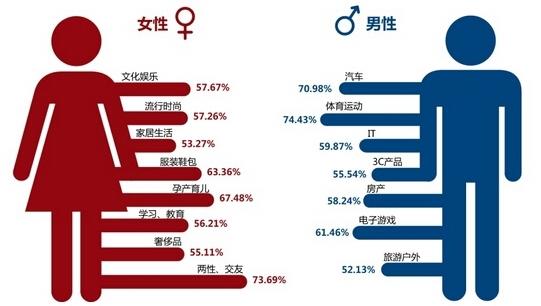 女性
文化娱乐
57.67%
流行时尚
57.26%
家居生活
53.27%
服装鞋包
63.36%
孕产育儿
67.48%
学习、教育
56.21%
奢侈品
55.11%
两性、交友
73.69%
男性
汽车
70.98%
体育运动
74.43%
IT
59.87%
3C产品
55.54%
房产
58.24%
电子游戏
61.46%
旅游户外
52.13%